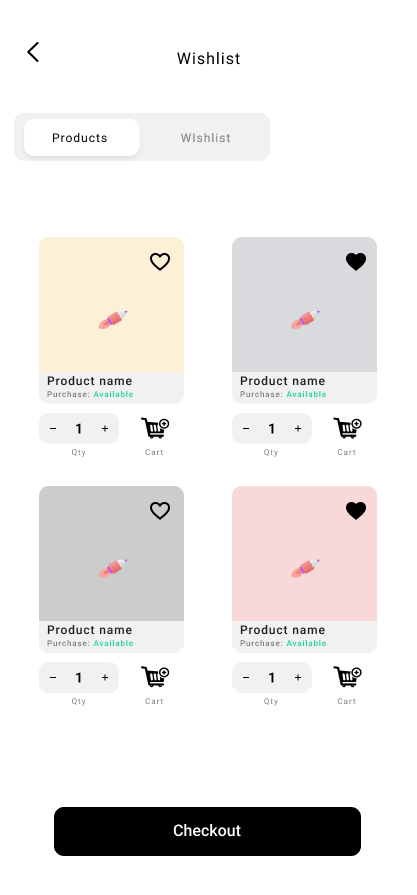 Wishlist
Products WIshlist
Product name Product name
Purchase: Available Purchase: Available
− 1 + − 1 +
Qty Cart Qty Cart
Product name Product name
Purchase: Available Purchase: Available
− 1 + − 1 +
Qty Cart Qty Cart
Checkout